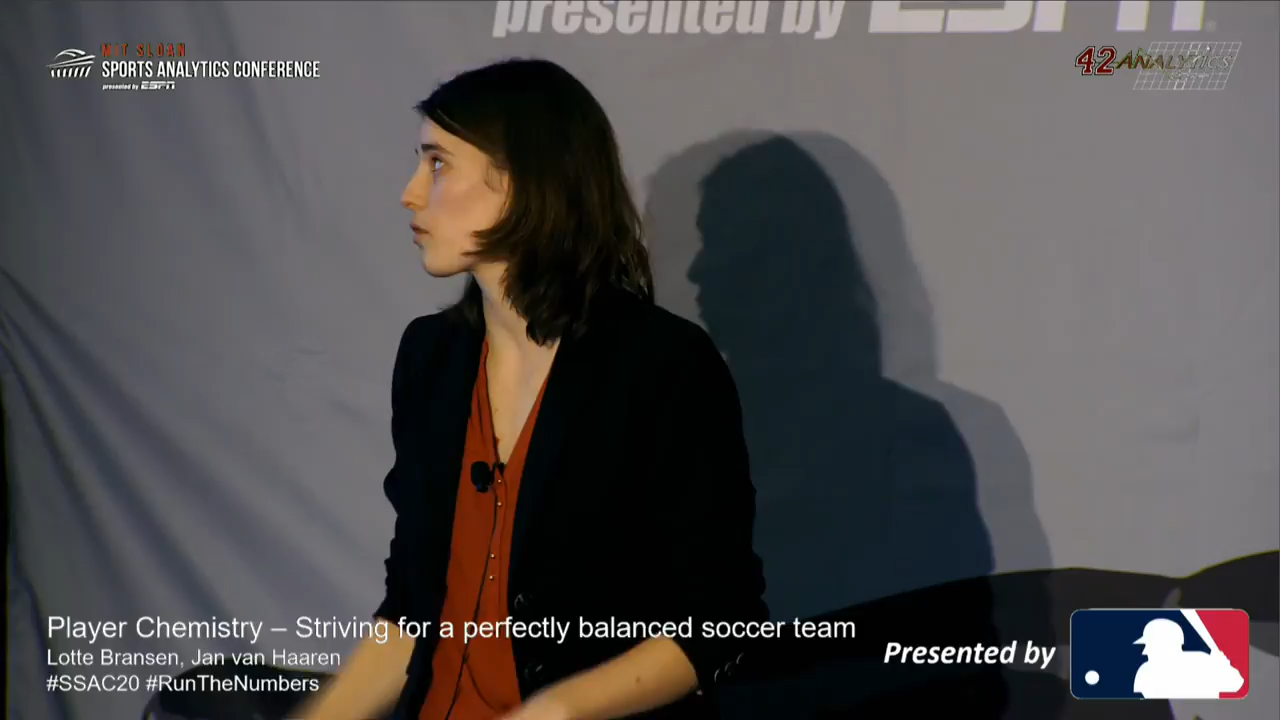 presented by ESPN
MIT SLOAN
SPORTS ANALYTICS CONFERENCE
presented by ESPN
42 ANALYTICS
Player Chemistry – Striving for a perfectly balanced soccer team
Lotte Bransen, Jan van Haaren
#SSAC20 #RunTheNumbers
Presented by